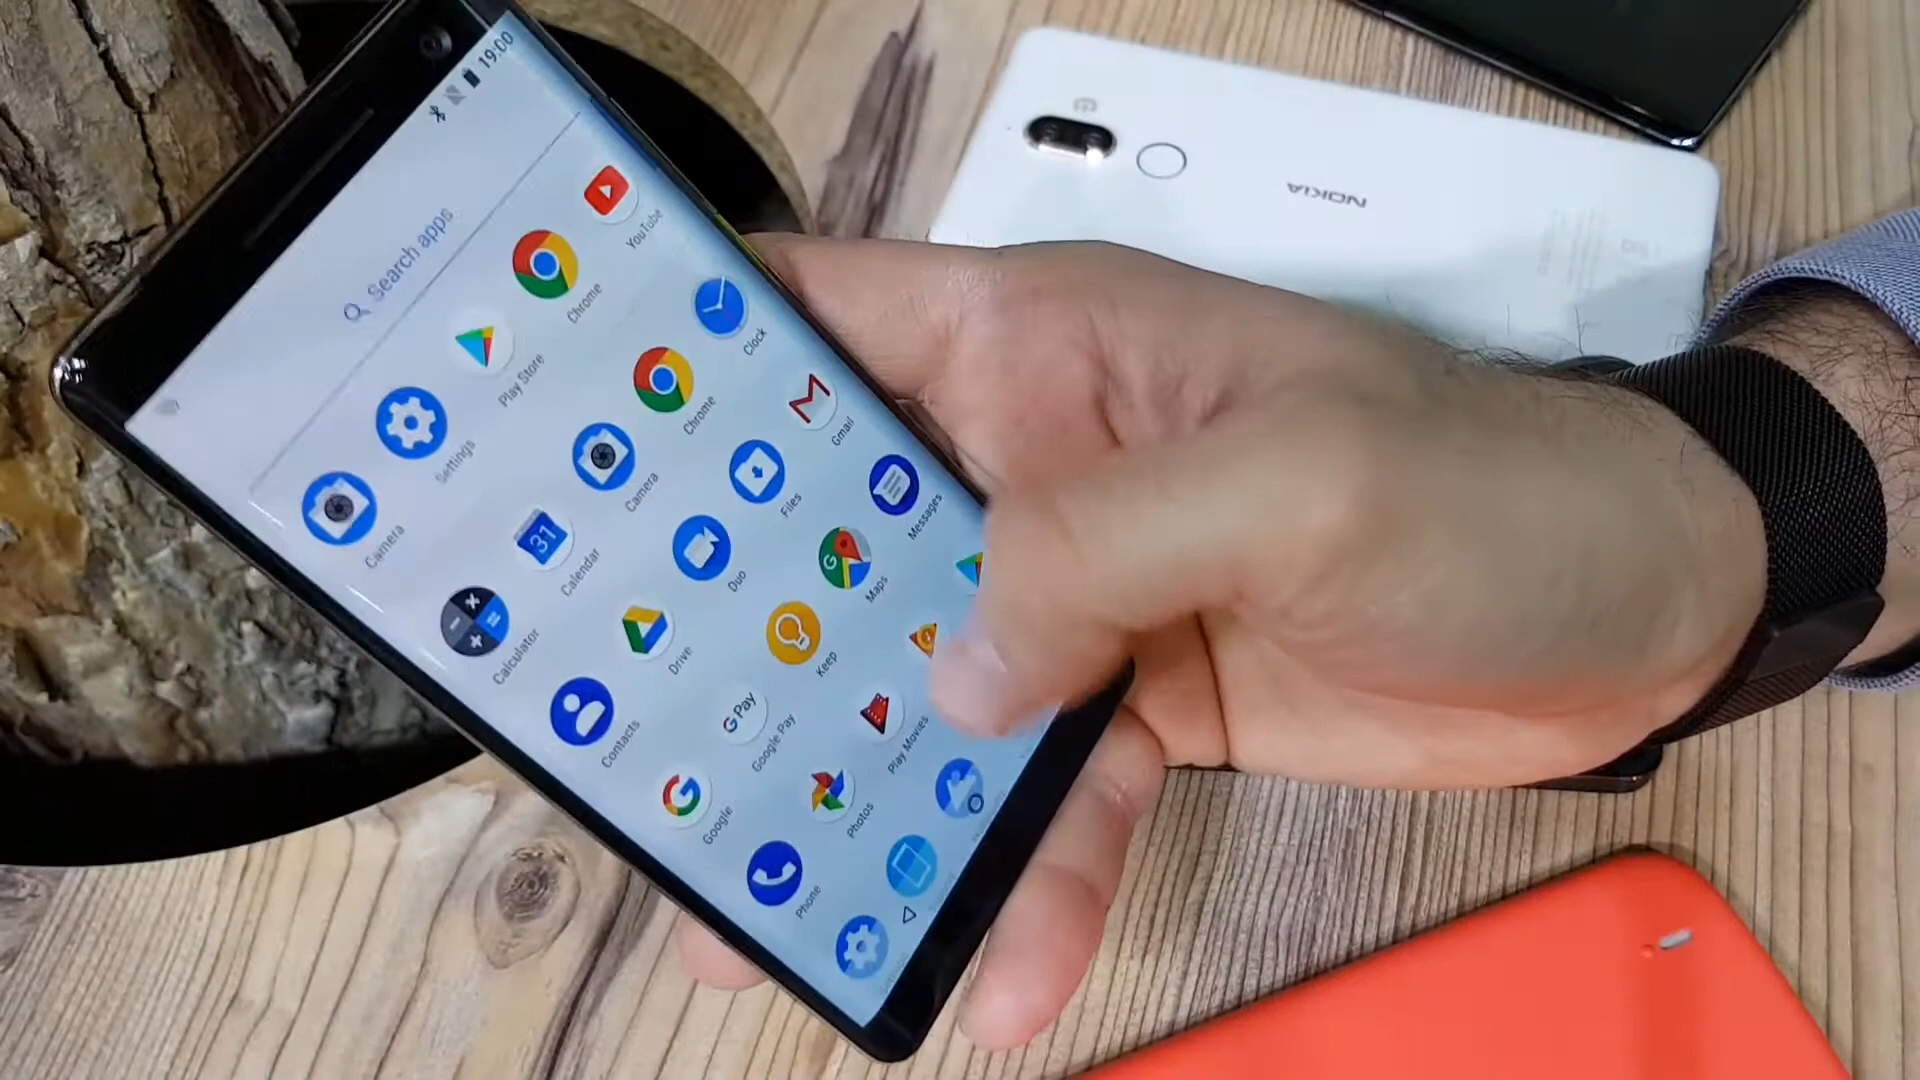 19:00
Search apps
Camera
Settings
Play Store
Chrome
YouTube
Calculator
31
Calendar
Camera
Chrome
Clock
Contacts
Drive
Duo
Files
Gmail
Google
G Pay
Google Pay
Keep
Maps
Messages
Phone
Photos
Play Movies
NOKIA